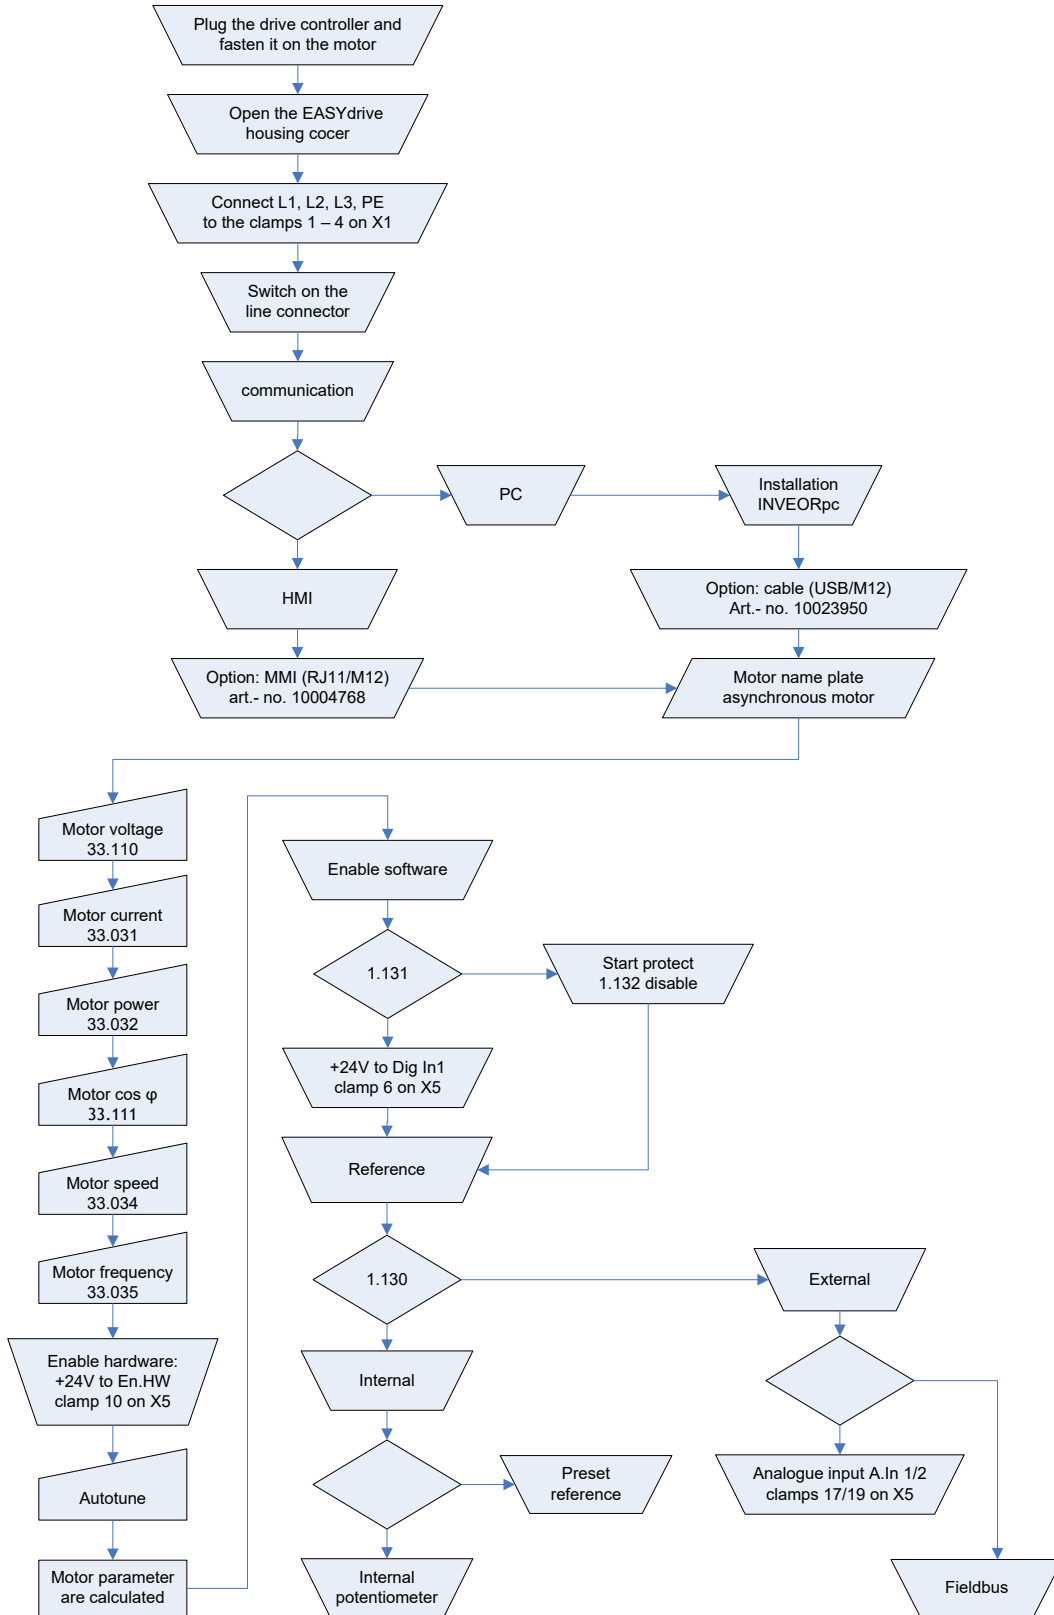 Plug the drive controller and
fasten it on the motor
Open the EASYdrive
housing cocer
Connect L1, L2, L3, PE
to the clamps 1 – 4 on X1
Switch on the
line connector
communication
PC
Installation
INVEORpc
HMI
Option: cable (USB/M12)
Art.- no. 10023950
Option: MMI (RJ11/M12)
art.- no. 10004768
Motor name plate
asynchronous motor
Motor voltage
33.110
Motor current
33.031
Motor power
33.032
Motor cos φ
33.111
Motor speed
33.034
Motor frequency
33.035
Enable hardware:
+24V to En.HW
clamp 10 on X5
Autotune
Motor parameter
are calculated
Enable software
1.131
Start protect
1.132 disable
+24V to Dig In1
clamp 6 on X5
Reference
1.130
External
Internal
Preset
reference
Analogue input A.In 1/2
clamps 17/19 on X5
Internal
potentiometer
Fieldbus